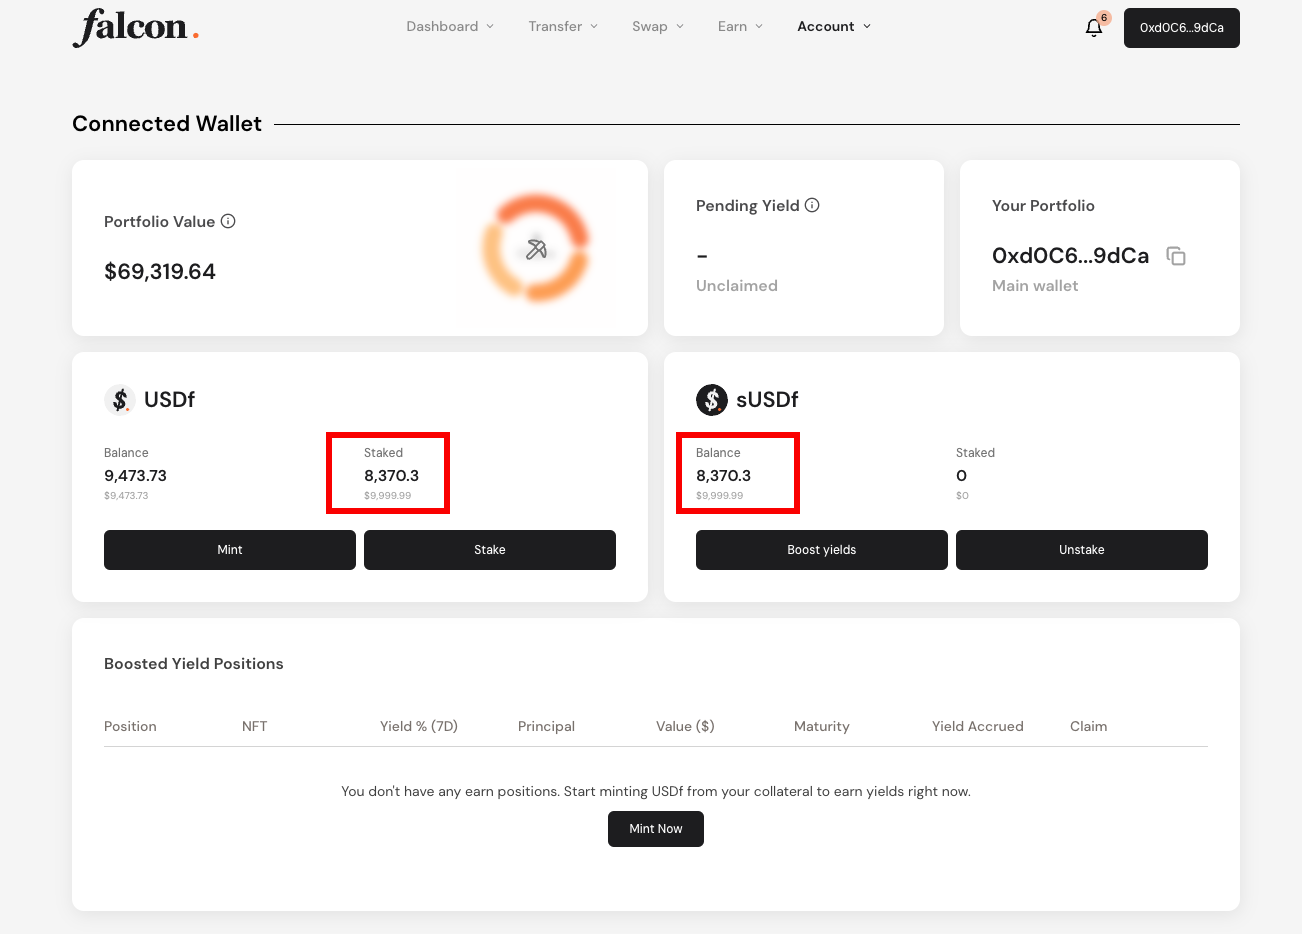 falcon.
Dashboard Transfer Swap Earn Account
6
0xd0C6...9dCa
Connected Wallet
Portfolio Value
$69,319.64
Pending Yield
-
Unclaimed
Your Portfolio
0xd0C6...9dCa
Main wallet
USDf
Balance Staked
9,473.73 8,370.3
$9,473.73 $9,999.99
Mint Stake
sUSDf
Balance Staked
8,370.3 0
$9,999.99 $0
Boost yields Unstake
Boosted Yield Positions
Position NFT Yield % (7D) Principal Value ($) Maturity Yield Accrued Claim
You don't have any earn positions. Start minting USDf from your collateral to earn yields right now.
Mint Now